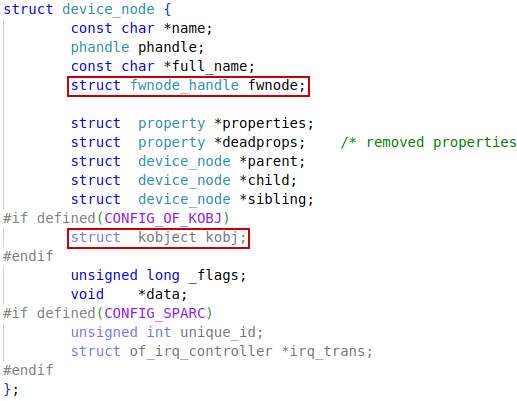 struct device_node {
const char *name;
phandle phandle;
const char *full_name;
struct fwnode_handle fwnode;
struct  property *properties;
struct  property *deadprops;    /* removed properties
struct  device_node *parent;
struct  device_node *child;
struct  device_node *sibling;
#if defined(CONFIG_OF_KOBJ)
struct  kobject kobj;
#endif
unsigned long _flags;
void    *data;
#if defined(CONFIG_SPARC)
unsigned int unique_id;
struct of_irq_controller *irq_trans;
#endif
};